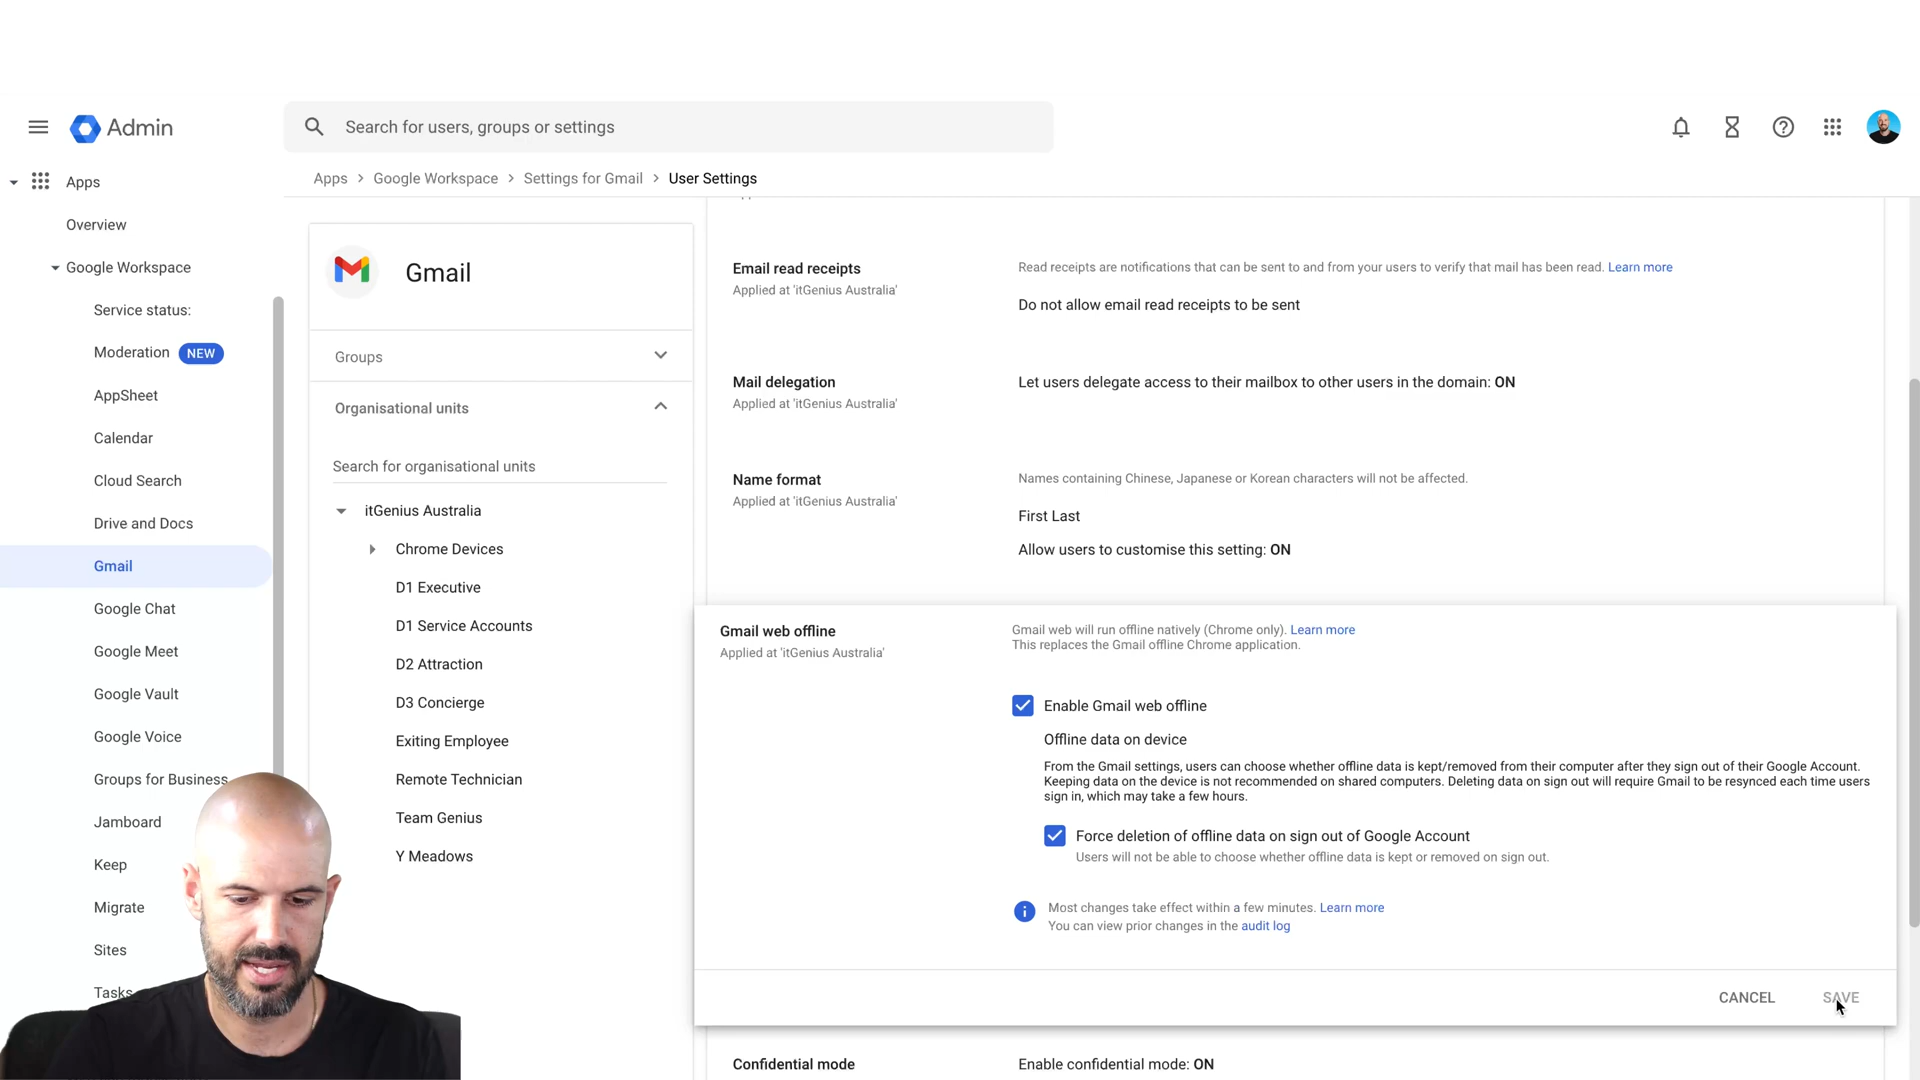 Admin
Search for users, groups or settings
Apps
Overview
Google Workspace
Service status:
Moderation NEW
AppSheet
Calendar
Cloud Search
Drive and Docs
Gmail
Google Chat
Google Meet
Google Vault
Google Voice
Groups for Business
Jamboard
Keep
Migrate
Sites
Tasks
Apps > Google Workspace > Settings for Gmail > User Settings
Gmail
Groups
Organisational units
Search for organisational units
itGenius Australia
Chrome Devices
D1 Executive
D1 Service Accounts
D2 Attraction
D3 Concierge
Exiting Employee
Remote Technician
Team Genius
Y Meadows
Email read receipts
Applied at 'itGenius Australia'
Read receipts are notifications that can be sent to and from your users to verify that mail has been read. Learn more
Do not allow email read receipts to be sent
Mail delegation
Applied at 'itGenius Australia'
Let users delegate access to their mailbox to other users in the domain: ON
Name format
Applied at 'itGenius Australia'
Names containing Chinese, Japanese or Korean characters will not be affected.
First Last
Allow users to customise this setting: ON
Gmail web offline
Applied at 'itGenius Australia'
Gmail web will run offline natively (Chrome only). Learn more
This replaces the Gmail offline Chrome application.
Enable Gmail web offline
Offline data on device
From the Gmail settings, users can choose whether offline data is kept/removed from their computer after they sign out of their Google Account.
Keeping data on the device is not recommended on shared computers. Deleting data on sign out will require Gmail to be resynced each time users
sign in, which may take a few hours.
Force deletion of offline data on sign out of Google Account
Users will not be able to choose whether offline data is kept or removed on sign out.
Most changes take effect within a few minutes. Learn more
You can view prior changes in the audit log
CANCEL
SAVE
Confidential mode
Enable confidential mode: ON